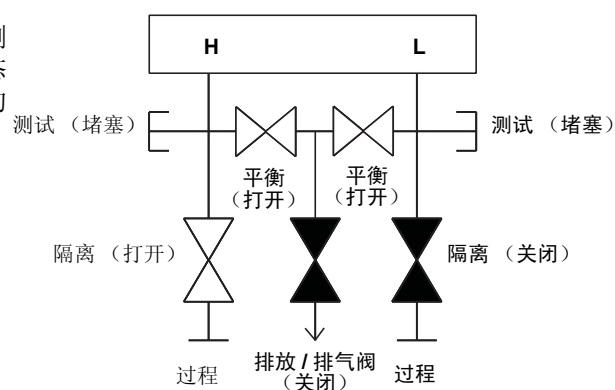 H L
测试 （堵塞） 测试 （堵塞）
平衡 平衡
（打开） （打开）
隔离 （打开） 隔离 （关闭）
过程 排放 / 排气阀 过程
（关闭）